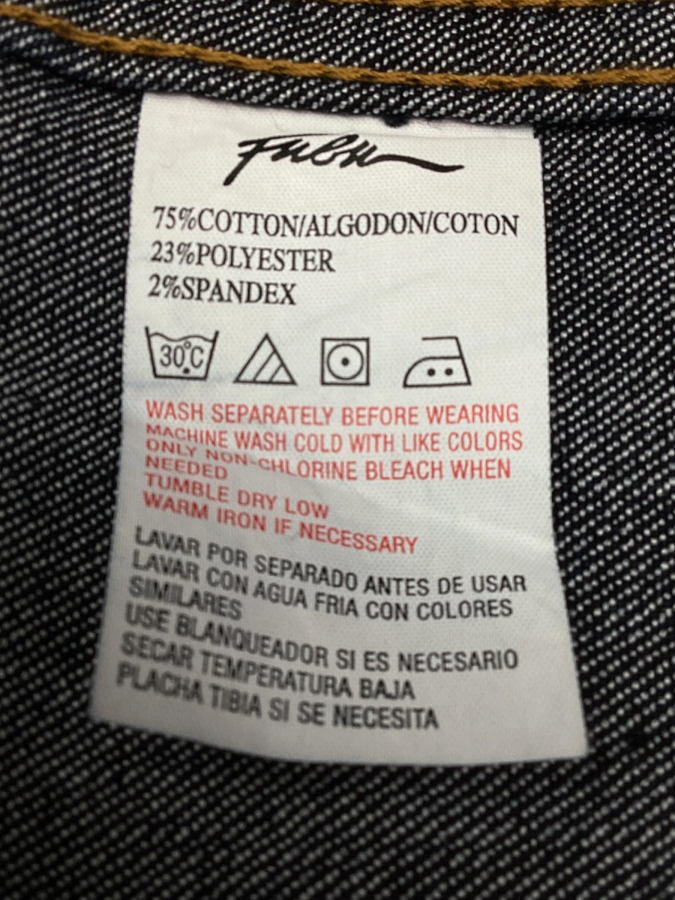 FUBU
75%COTTON/ALGODON/COTON
23%POLYESTER
2%SPANDEX
30°C
WASH SEPARATELY BEFORE WEARING
MACHINE WASH COLD WITH LIKE COLORS
ONLY NON-CHLORINE BLEACH WHEN
NEEDED
TUMBLE DRY LOW
WARM IRON IF NECESSARY
LAVAR POR SEPARADO ANTES DE USAR
LAVAR CON AGUA FRIA CON COLORES
SIMILARES
USE BLANQUEADOR SI ES NECESARIO
SECAR TEMPERATURA BAJA
PLACHA TIBIA SI SE NECESITA